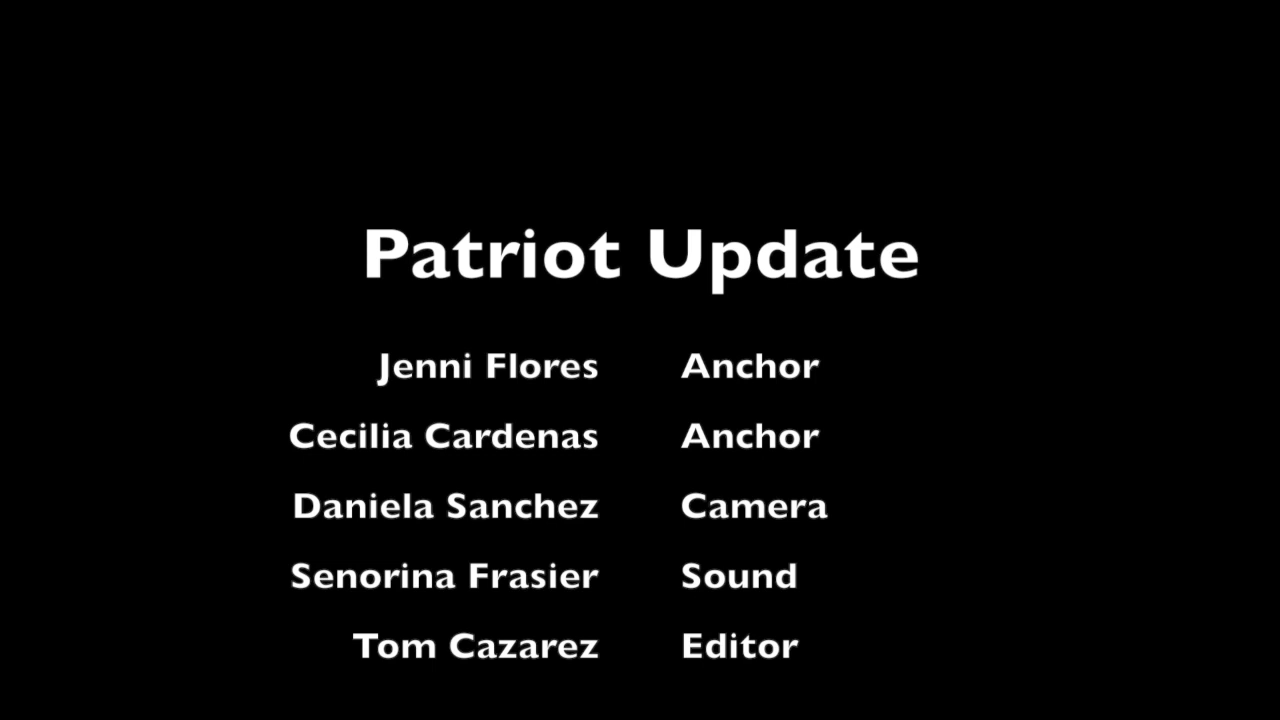 Patriot Update
Jenni Flores Anchor
Cecilia Cardenas Anchor
Daniela Sanchez Camera
Senorina Frasier Sound
Tom Cazarez Editor